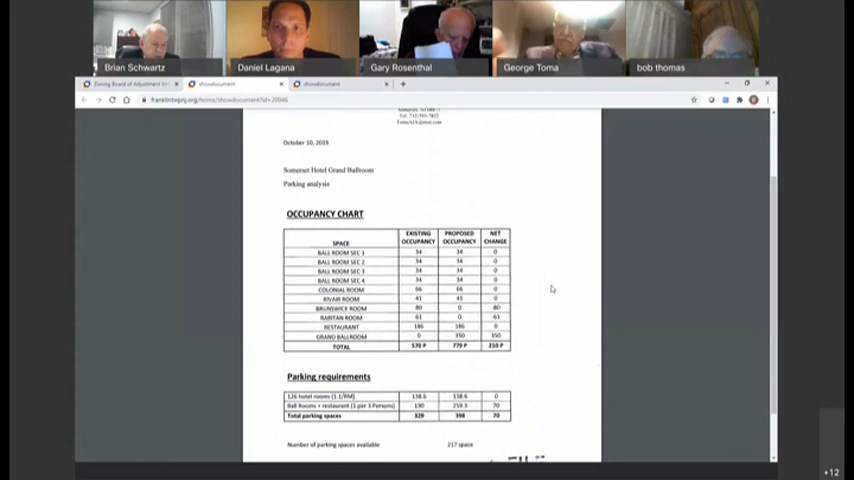 Brian Schwartz
Daniel Lagana
Gary Rosenthal
George Toma
bob thomas
Zoning Board of Adjustment
showdocument
showdocument
franklintwpnj.org/home/showdocument?id=20046
October 10, 2019
Somerset Hotel Grand Ballroom
Parking analysis
OCCUPANCY CHART
SPACE EXISTING OCCUPANCY PROPOSED OCCUPANCY NET CHANGE
BALL ROOM SEC 1 34 34 0
BALL ROOM SEC 2 34 34 0
BALL ROOM SEC 3 34 34 0
BALL ROOM SEC 4 34 34 0
COLONIAL ROOM 66 66 0
ROOM 41 41 0
BRUNSWICK ROOM 80 0 80
RARITAN ROOM 61 0 61
RESTAURANT 186 186 0
GRAND BALLROOM 0 350 350
TOTAL 570 P 779 P
Parking requirements
126 hotel rooms (1.1/RM) 138.6 138.6 0
Ball Rooms + restaurant (1 per 3 Persons) 190 259.3 70
Total parking spaces 329 398 70
Number of parking spaces available 217 space
+12